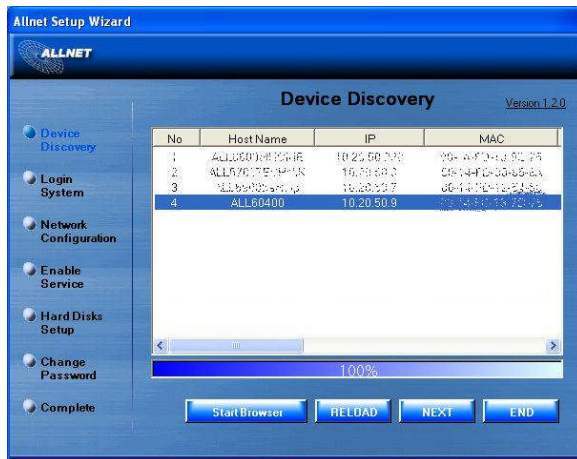 Allnet Setup Wizard
ALLNET
Device Discovery
Version 1.2.0
Device
Discovery
Login
System
Network
Configuration
Enable
Service
Hard Disks
Setup
Change
Password
Complete
No Host Name IP MAC
1
2
3
4 ALL60400 10.20.50.9
100%
Start Browser RELOAD NEXT END